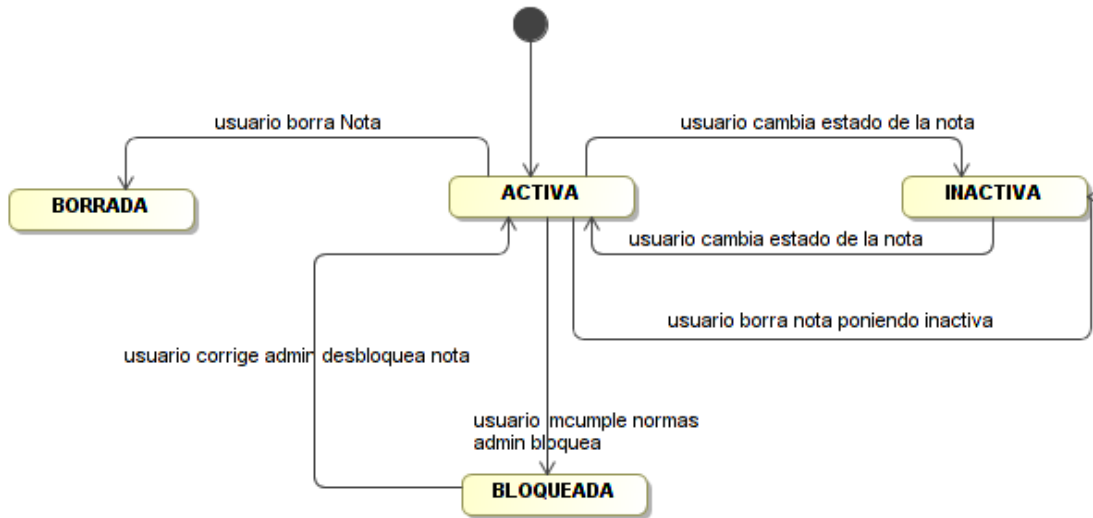 usuario borra Nota
usuario cambia estado de la nota
BORRADA
ACTIVA
INACTIVA
usuario cambia estado de la nota
usuario borra nota poniendo inactiva
usuario corrige admin desbloquea nota
usuario imcumple normas
admin bloquea
BLOQUEADA